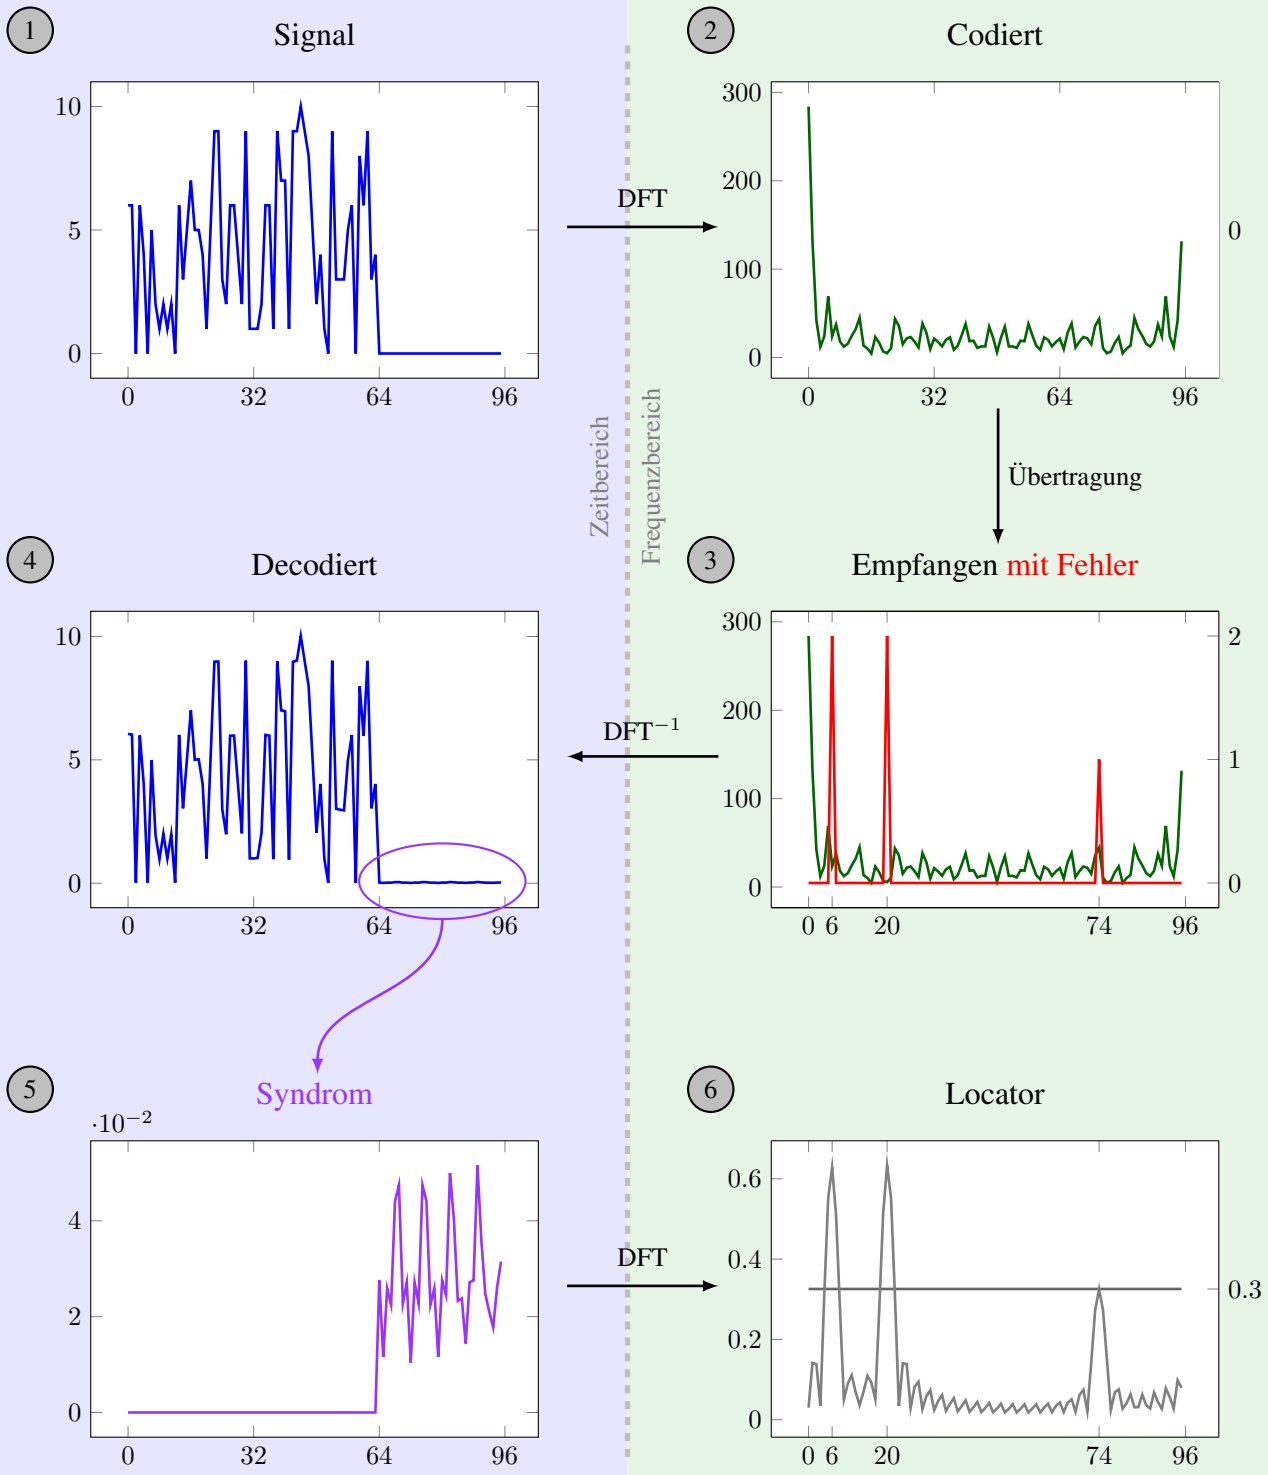 1
Signal
10
5
0
0 32 64 96
DFT
2
Codiert
300
200
100
0
0
0 32 64 96
Zeitbereich
Frequenzbereich
Übertragung
3
Empfangen mit Fehler
300
200
100
0
2
1
0
0 6 20 74 96
DFT⁻¹
4
Decodiert
10
5
0
0 32 64 96
5
Syndrom
·10⁻²
4
2
0
0 32 64 96
DFT
6
Locator
0.6
0.4
0.2
0
0.3
0 6 20 74 96